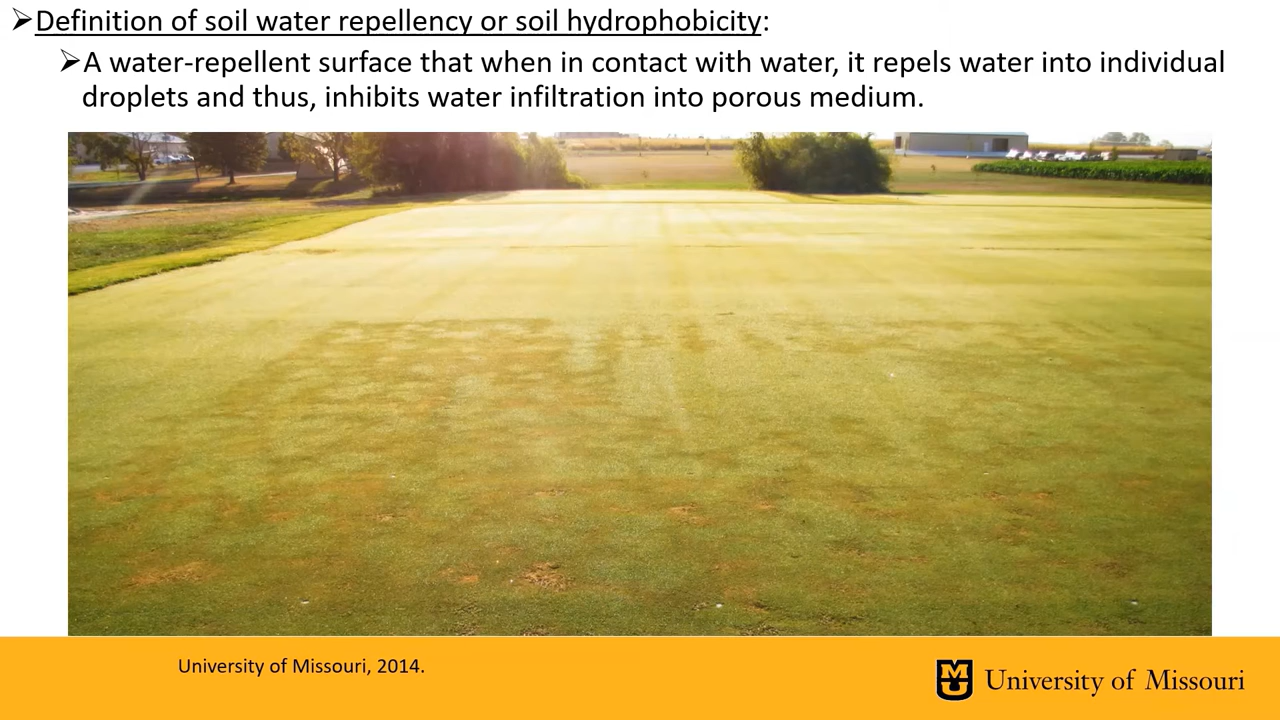 ➢Definition of soil water repellency or soil hydrophobicity:
➢A water-repellent surface that when in contact with water, it repels water into individual
droplets and thus, inhibits water infiltration into porous medium.
University of Missouri, 2014.
MU
University of Missouri